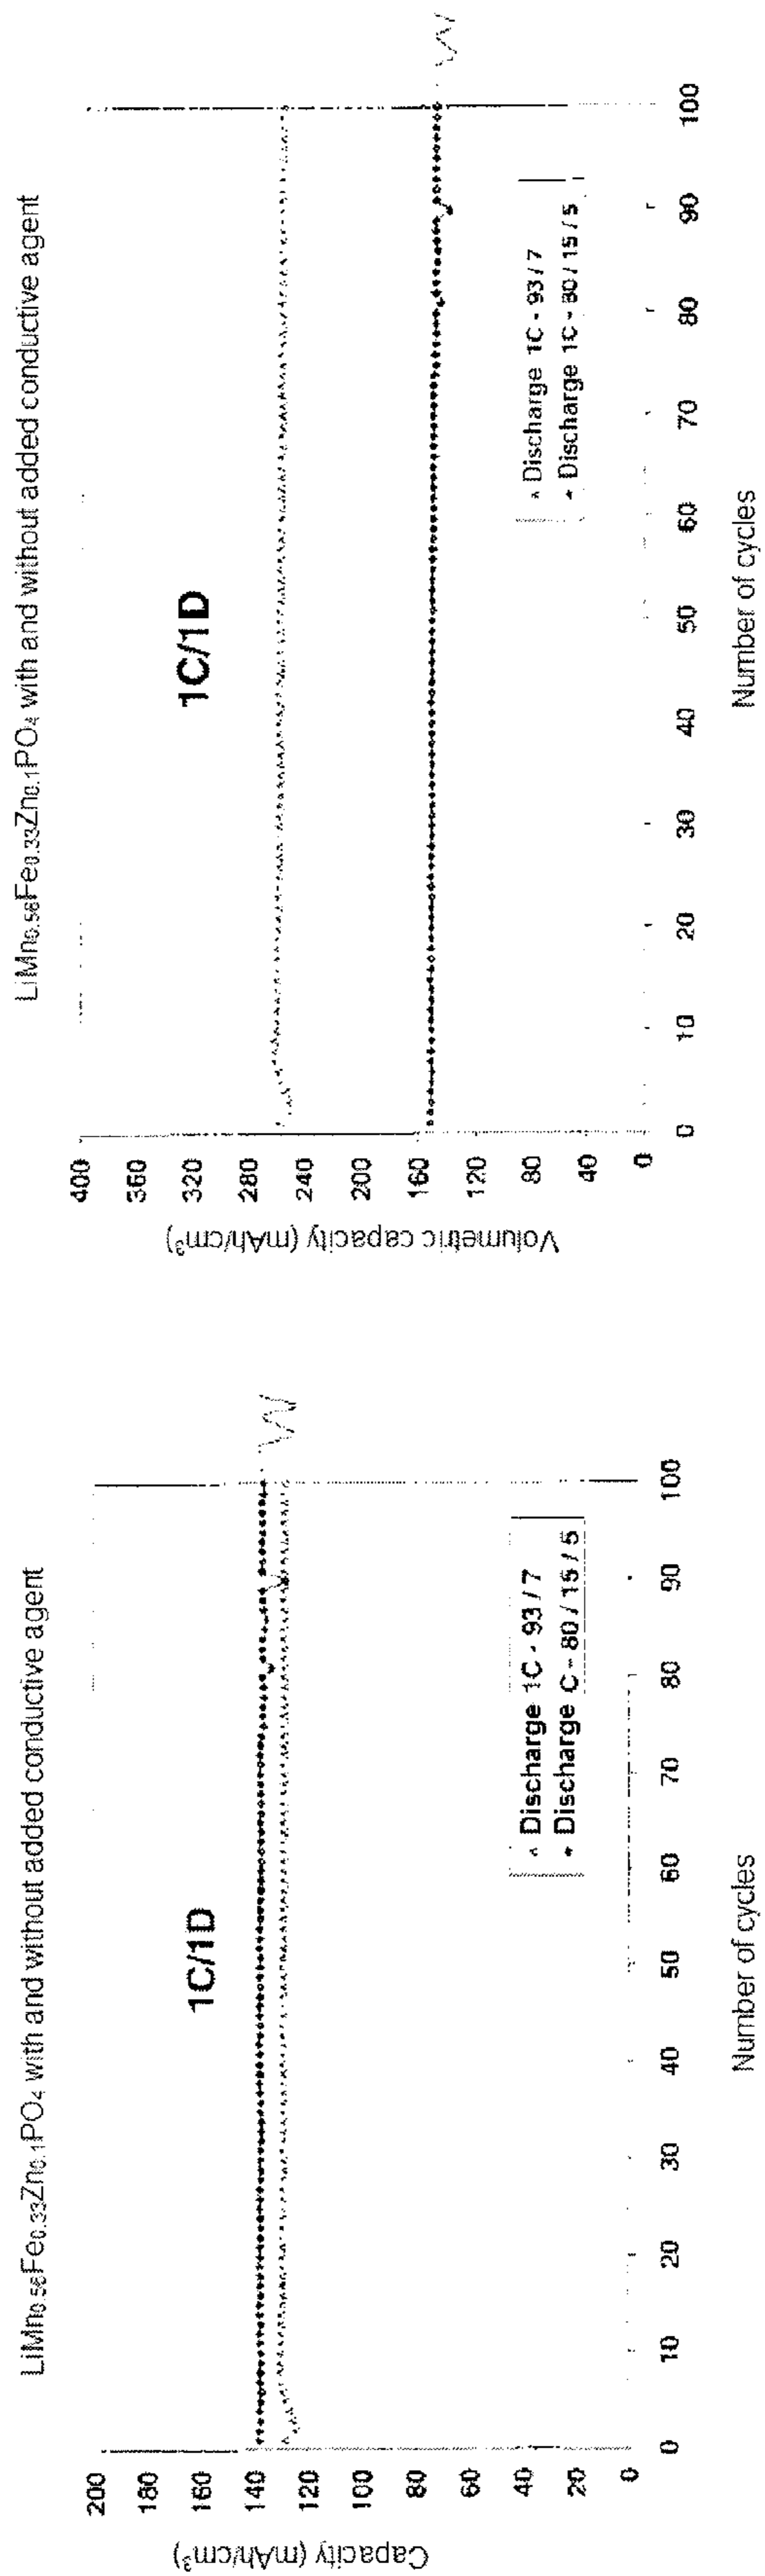 LiMn0.56Fe0.33Zn0.1PO4 with and without added conductive agent
1C/1D
Capacity (mAh/cm³)
200
180
160
140
120
100
80
60
40
20
0
Discharge 1C - 93 / 7
Discharge C - 80 / 15 / 5
0 10 20 30 40 50 60 70 80 90 100
Number of cycles
LiMn0.56Fe0.33Zn0.1PO4 with and without added conductive agent
1C/1D
Volumetric capacity (mAh/cm³)
400
360
320
280
240
200
160
120
80
40
0
Discharge 1C - 93 / 7
Discharge 1C - 80 / 15 / 5
0 10 20 30 40 50 60 70 80 90 100
Number of cycles